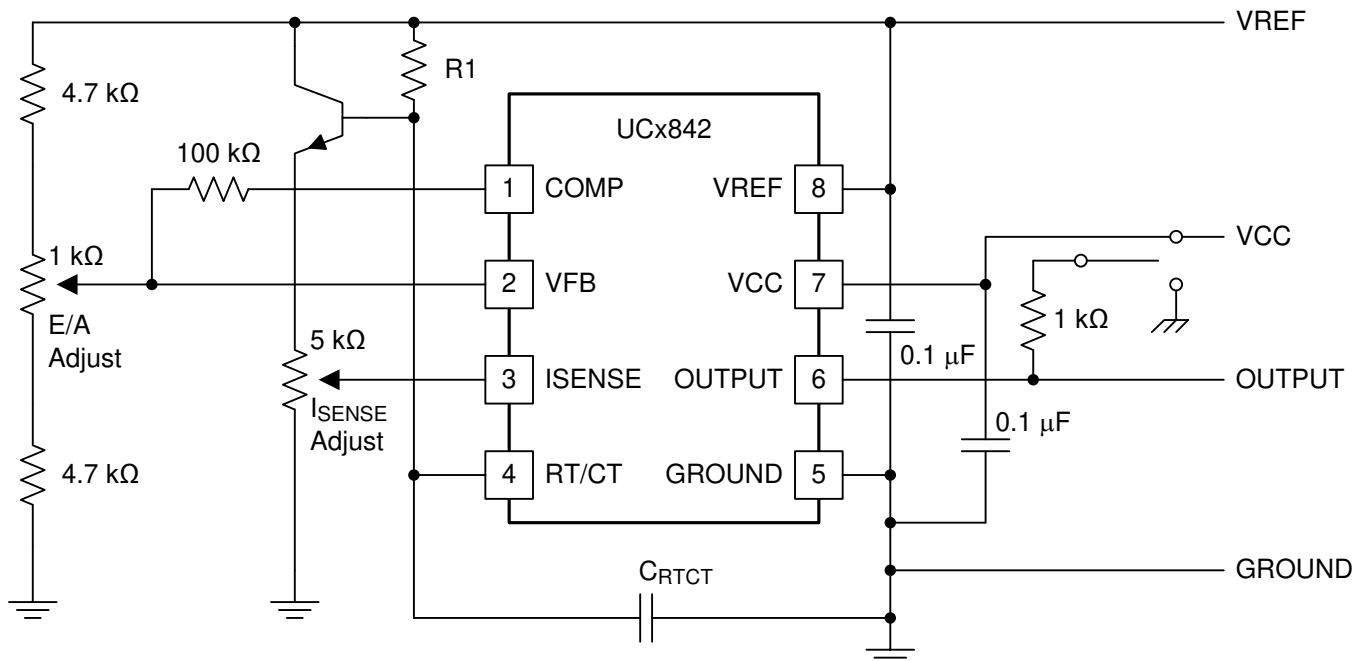 VREF
R1
4.7 kΩ
UCx842
100 kΩ
1 COMP
VREF 8
VCC
1 kΩ
E/A
Adjust
2 VFB
VCC 7
1 kΩ
0.1 μF
5 kΩ
3 ISENSE
OUTPUT 6
OUTPUT
ISENSE
Adjust
0.1 μF
4.7 kΩ
4 RT/CT
GROUND 5
CRTCT
GROUND